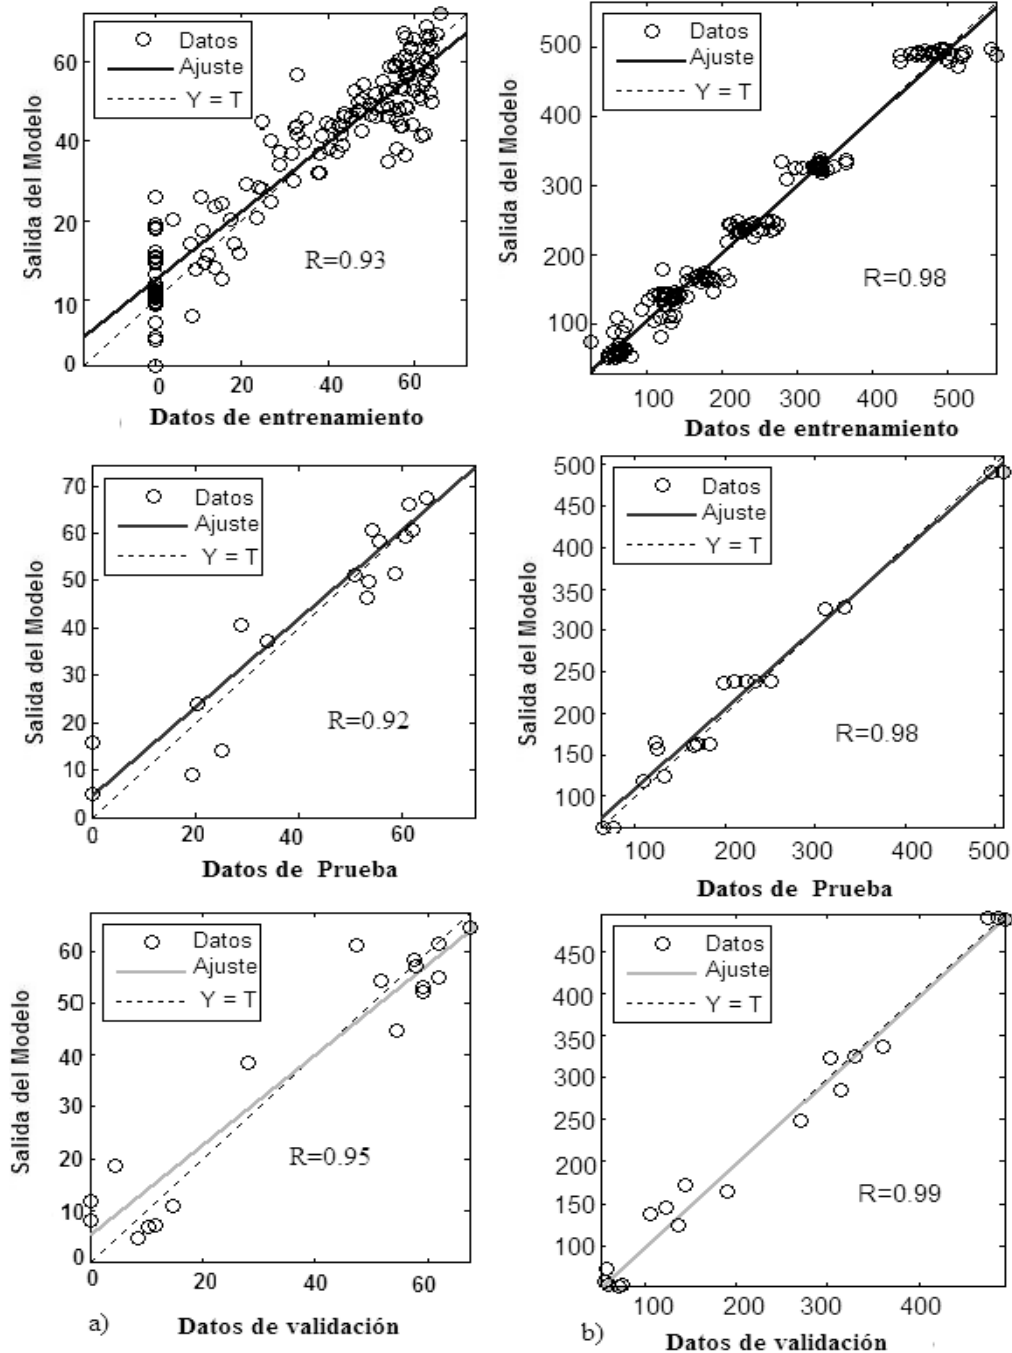 Datos
Ajuste
Y = T
60
40
20
10
0
Salida del Modelo
R=0.93
0 20 40 60
Datos de entrenamiento
Datos
Ajuste
Y = T
500
400
300
200
100
Salida del Modelo
R=0.98
100 200 300 400 500
Datos de entrenamiento
Datos
Ajuste
Y = T
70
60
50
40
30
20
10
0
Salida del Modelo
R=0.92
0 20 40 60
Datos de Prueba
Datos
Ajuste
Y = T
500
450
400
350
300
250
200
150
100
Salida del Modelo
R=0.98
100 200 300 400 500
Datos de Prueba
Datos
Ajuste
Y = T
60
50
40
30
20
10
0
Salida del Modelo
R=0.95
0 20 40 60
a)
Datos de validación
Datos
Ajuste
Y = T
450
400
350
300
250
200
150
100
R=0.99
100 200 300 400
b)
Datos de validación